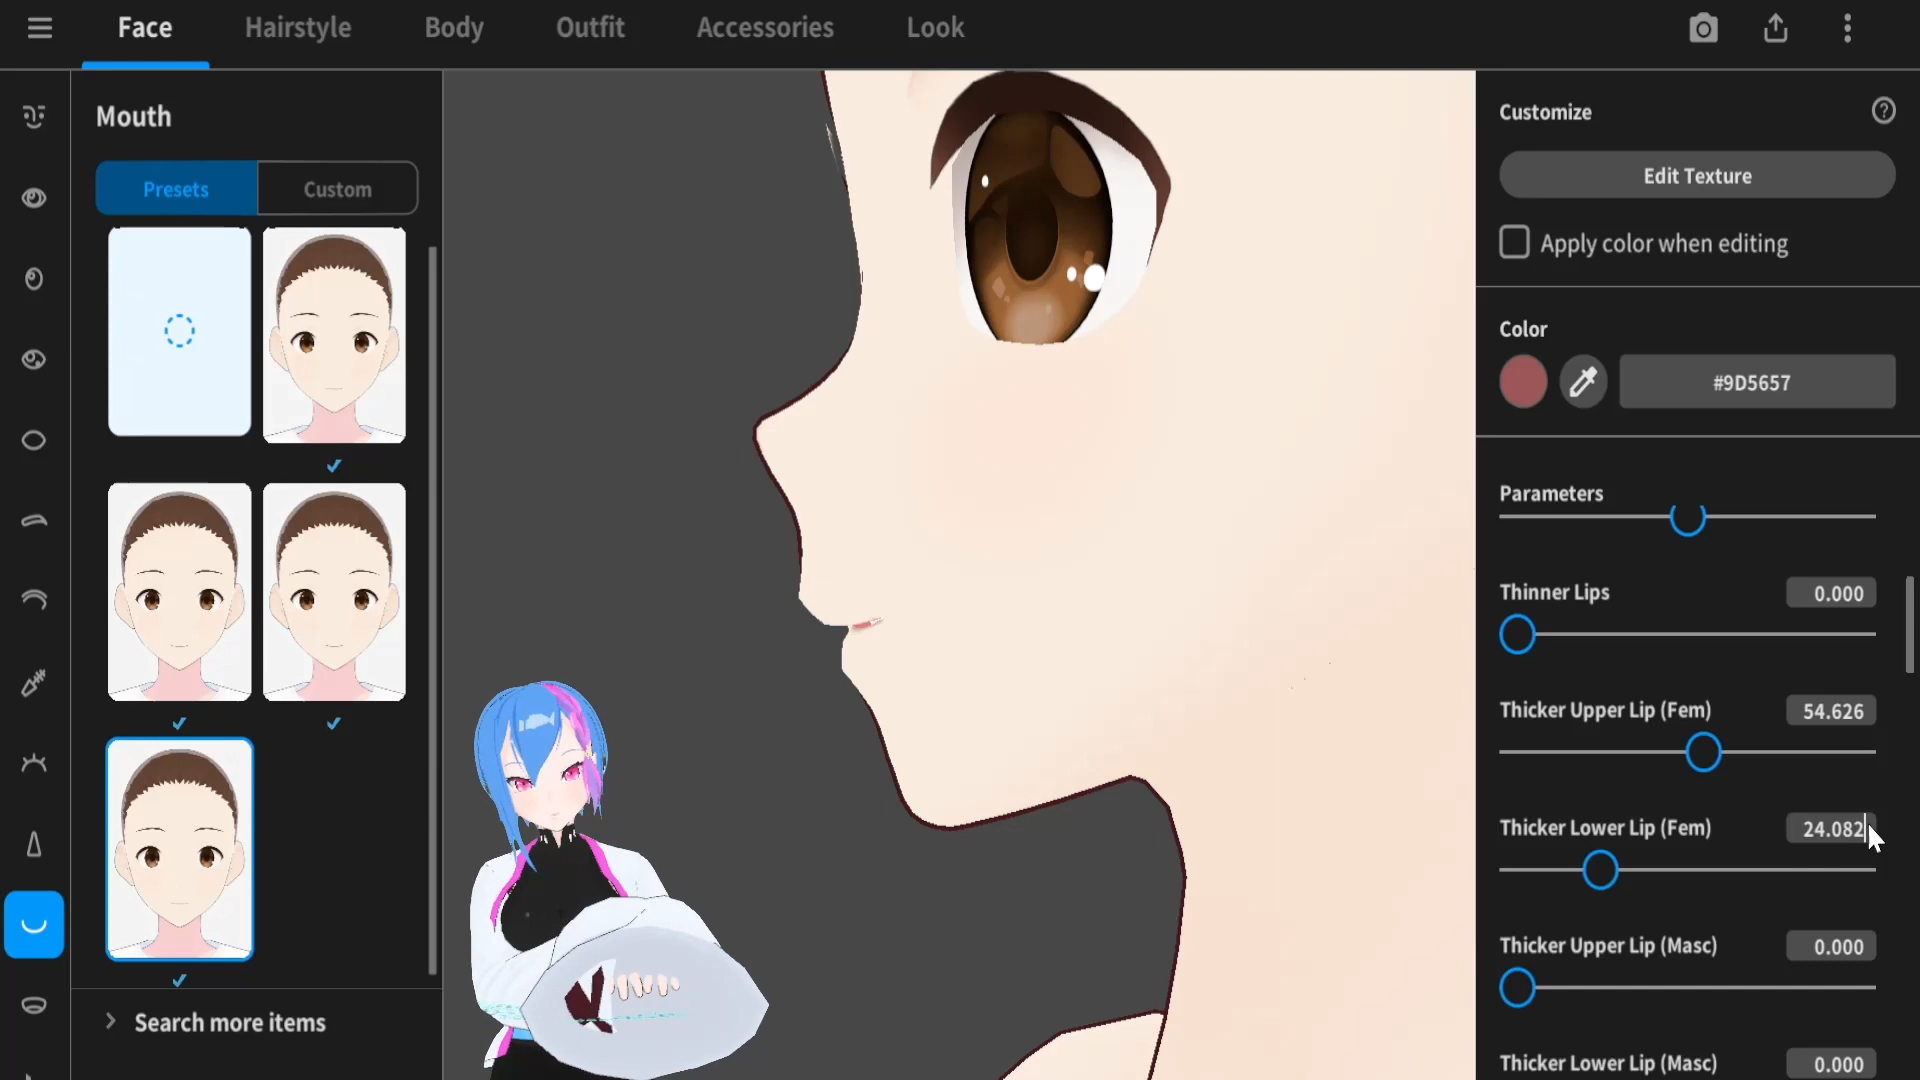 Face Hairstyle Body Outfit Accessories Look
Mouth
Presets Custom
Search more items
Customize
Edit Texture
Apply color when editing
Color
#9D5657
Parameters
Thinner Lips 0.000
Thicker Upper Lip (Fem) 54.626
Thicker Lower Lip (Fem) 24.082
Thicker Upper Lip (Masc) 0.000
Thicker Lower Lip (Masc) 0.000